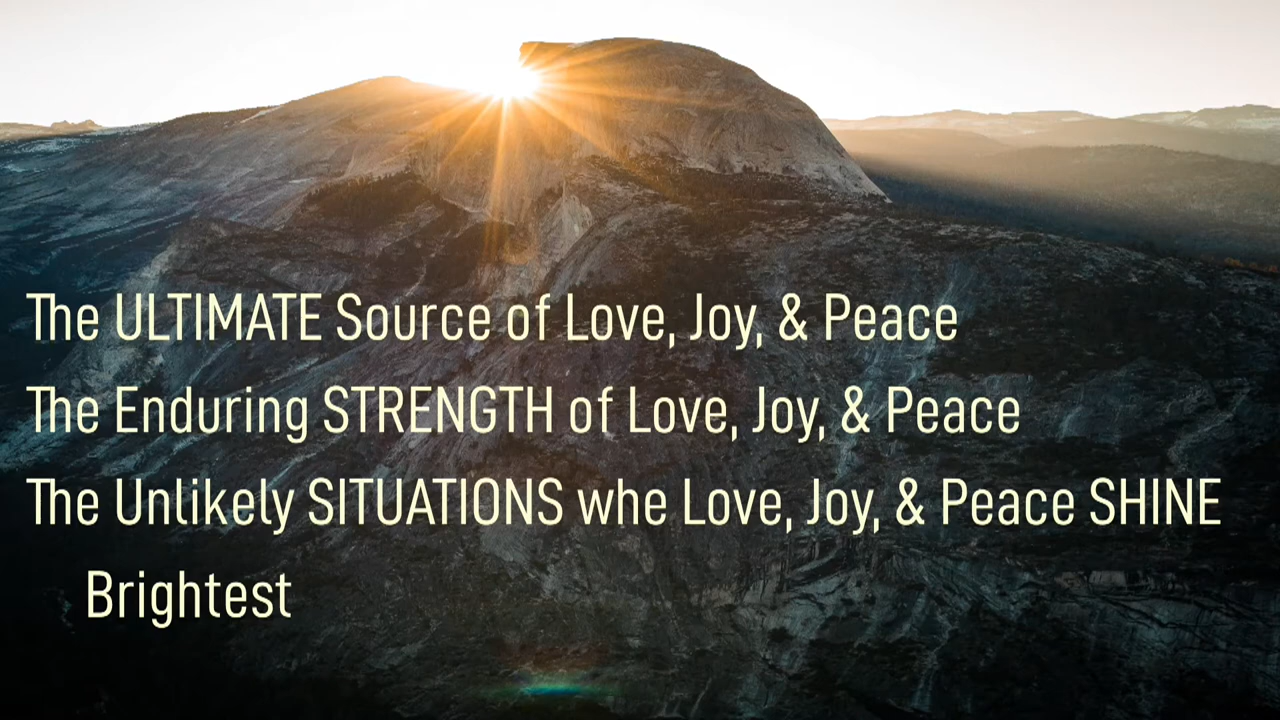 The ULTIMATE Source of Love, Joy, & Peace
The Enduring STRENGTH of Love, Joy, & Peace
The Unlikely SITUATIONS whe Love, Joy, & Peace SHINE
Brightest